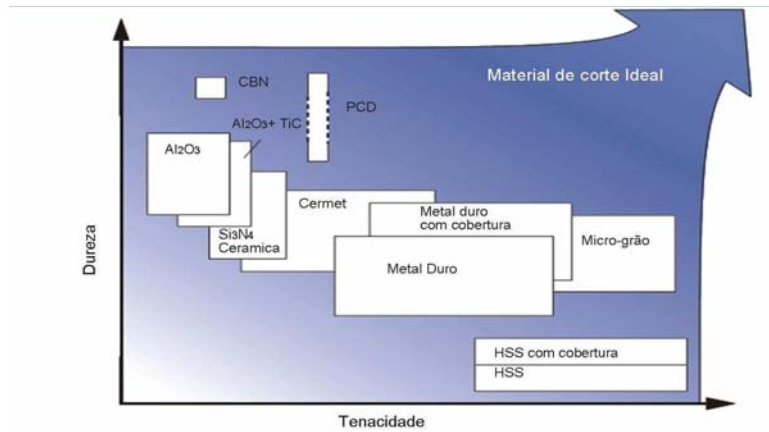 Material de corte Ideal
CBN
PCD
Al₂O₃+ TiC
Al₂O₃
Si₃N₄
Ceramica
Cermet
Metal duro
com cobertura
Micro-grão
Metal Duro
HSS com cobertura
HSS
Dureza
Tenacidade